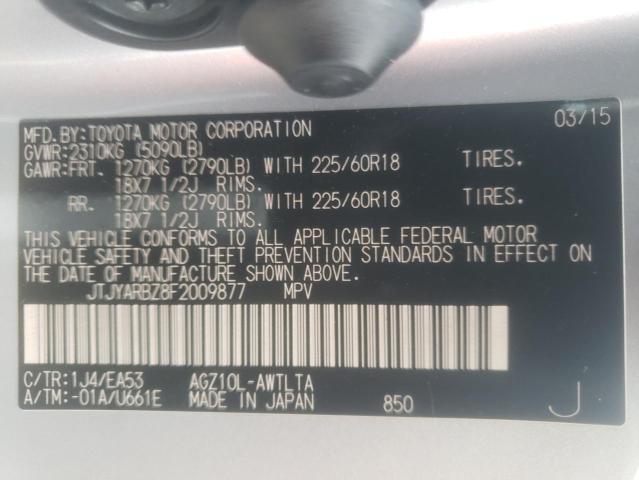 MFD.BY:TOYOTA MOTOR CORPORATION 03/15
GVWR:2310KG (5090LB)
GAWR:FRT. 1270KG (2790LB) WITH 225/60R18 TIRES.
18X7 1/2J RIMS.
RR. 1270KG (2790LB) WITH 225/60R18 TIRES.
18X7 1/2J RIMS.
THIS VEHICLE CONFORMS TO ALL APPLICABLE FEDERAL MOTOR
VEHICLE SAFETY AND THEFT PREVENTION STANDARDS IN EFFECT ON
THE DATE OF MANUFACTURE SHOWN ABOVE.
JTJYARBZ8F2009877 MPV
C/TR:1J4/EA53 AGZ10L-AWTLTA
A/TM:-01A/U661E MADE IN JAPAN 850 J